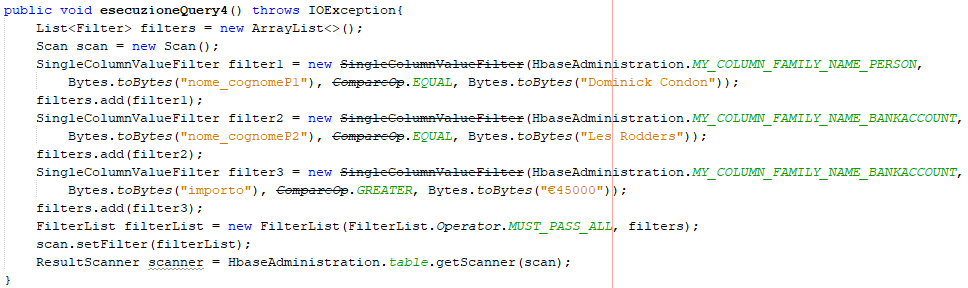 public void esecuzioneQuery4() throws IOException{
    List<Filter> filters = new ArrayList<>();
    Scan scan = new Scan();
    SingleColumnValueFilter filter1 = new SingleColumnValueFilter(HbaseAdministration.MY_COLUMN_FAMILY_NAME_PERSON,
        Bytes.toBytes("nome_cognomeP1"), CompareOp.EQUAL, Bytes.toBytes("Dominick Condon"));
    filters.add(filter1);
    SingleColumnValueFilter filter2 = new SingleColumnValueFilter(HbaseAdministration.MY_COLUMN_FAMILY_NAME_BANKACCOUNT,
        Bytes.toBytes("nome_cognomeP2"), CompareOp.EQUAL, Bytes.toBytes("Les Rodders"));
    filters.add(filter2);
    SingleColumnValueFilter filter3 = new SingleColumnValueFilter(HbaseAdministration.MY_COLUMN_FAMILY_NAME_BANKACCOUNT,
        Bytes.toBytes("importo"), CompareOp.GREATER, Bytes.toBytes("€45000"));
    filters.add(filter3);
    FilterList filterList = new FilterList(FilterList.Operator.MUST_PASS_ALL, filters);
    scan.setFilter(filterList);
    ResultScanner scanner = HbaseAdministration.table.getScanner(scan);
}